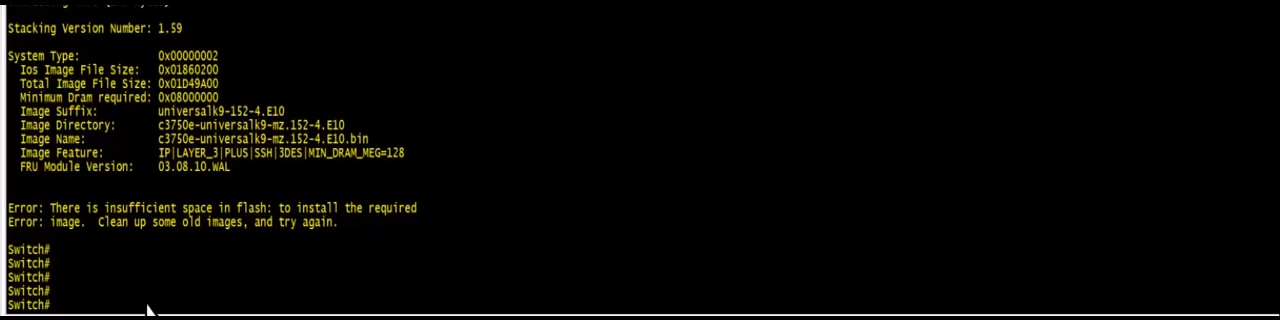 Stacking Version Number: 1.59
System Type: 0x00000002
Ios Image File Size: 0x01860200
Total Image File Size: 0x01D49A00
Minimum Dram required: 0x08000000
Image Suffix: universalk9-152-4.E10
Image Directory: c3750e-universalk9-mz.152-4.E10
Image Name: c3750e-universalk9-mz.152-4.E10.bin
Image Feature: IP|LAYER_3|PLUS|SSH|3DES|MIN_DRAM_MEG=128
FRU Module Version: 03.08.10.WAL
Error: There is insufficient space in flash: to install the required
Error: image.  Clean up some old images, and try again.
Switch#
Switch#
Switch#
Switch#
Switch#